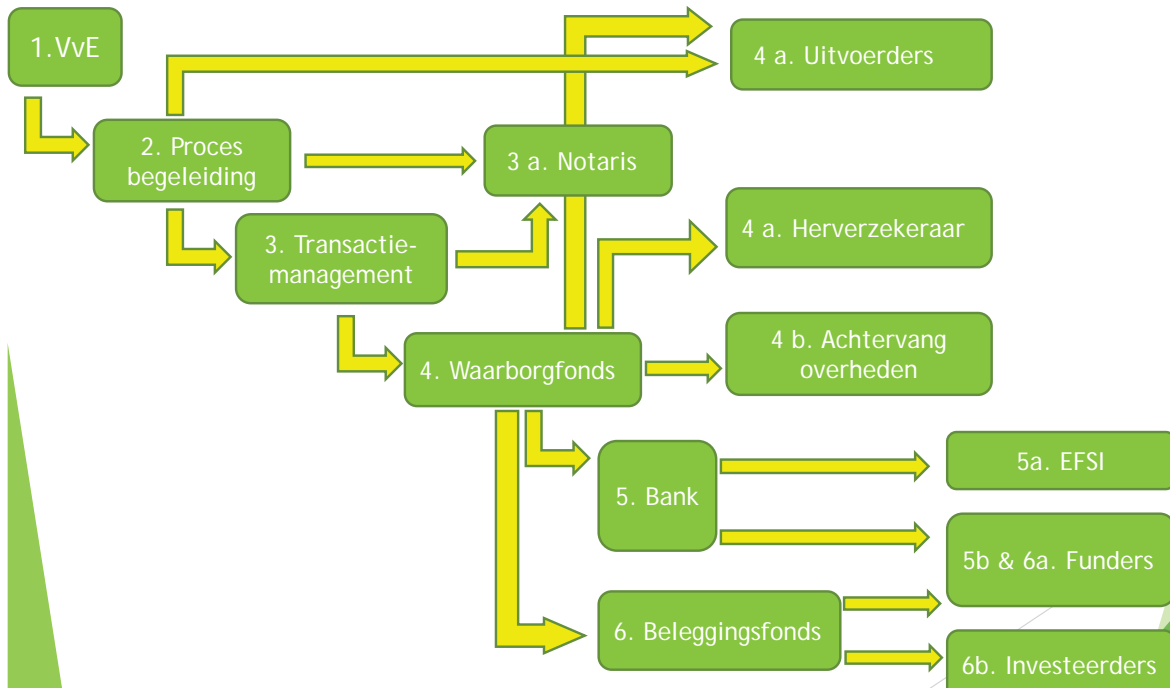 1. VvE
4 a. Uitvoerders
2. Proces
begeleiding
3 a. Notaris
3. Transactie-
management
4 a. Herverzekeraar
4. Waarborgfonds
4 b. Achtervang
overheden
5. Bank
5a. EFSI
5b & 6a. Funders
6. Beleggingsfonds
6b. Investeerders